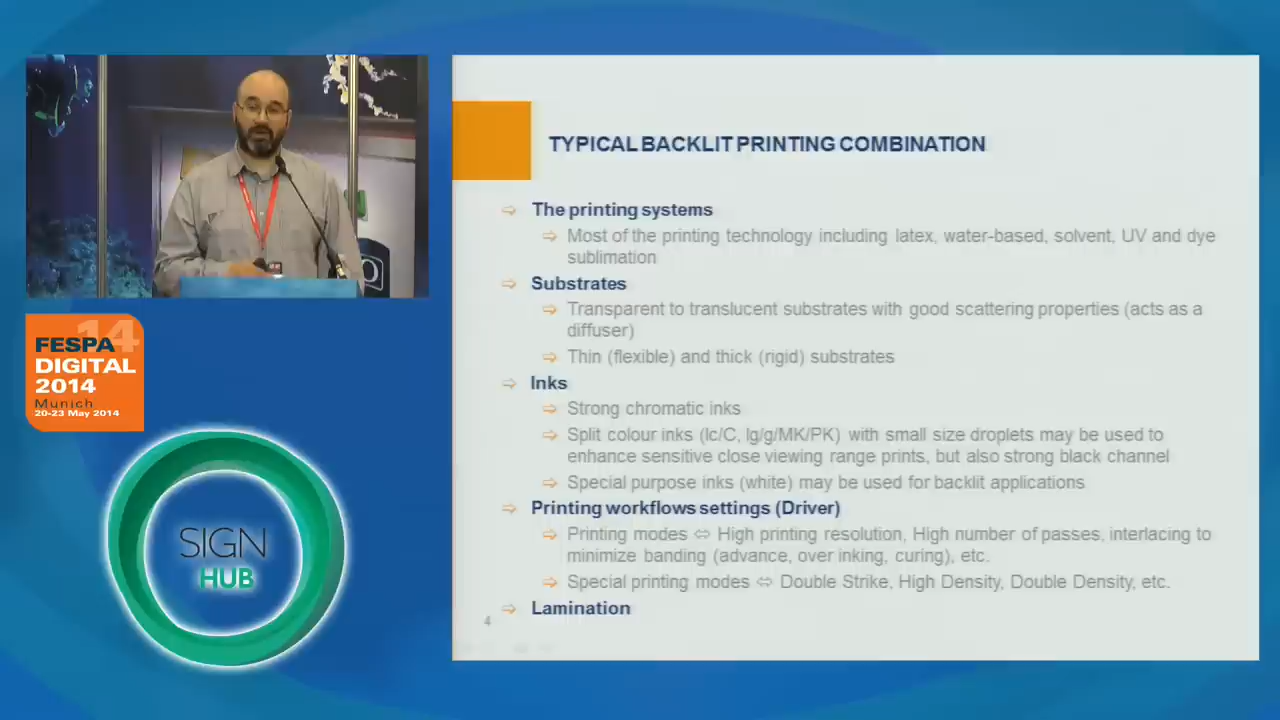 TYPICAL BACKLIT PRINTING COMBINATION
⇨ The printing systems
⇨ Most of the printing technology including latex, water-based, solvent, UV and dye
sublimation
⇨ Substrates
⇨ Transparent to translucent substrates with good scattering properties (acts as a
diffuser)
⇨ Thin (flexible) and thick (rigid) substrates
⇨ Inks
⇨ Strong chromatic inks
⇨ Split colour inks (lc/C, lg/g/MK/PK) with small size droplets may be used to
enhance sensitive close viewing range prints, but also strong black channel
⇨ Special purpose inks (white) may be used for backlit applications
⇨ Printing workflows settings (Driver)
⇨ Printing modes ⇔ High printing resolution, High number of passes, interlacing to
minimize banding (advance, over inking, curing), etc.
⇨ Special printing modes ⇔ Double Strike, High Density, Double Density, etc.
⇨ Lamination
4
14
FESPA
DIGITAL
2014
Munich
20-23 May 2014
SIGN
HUB